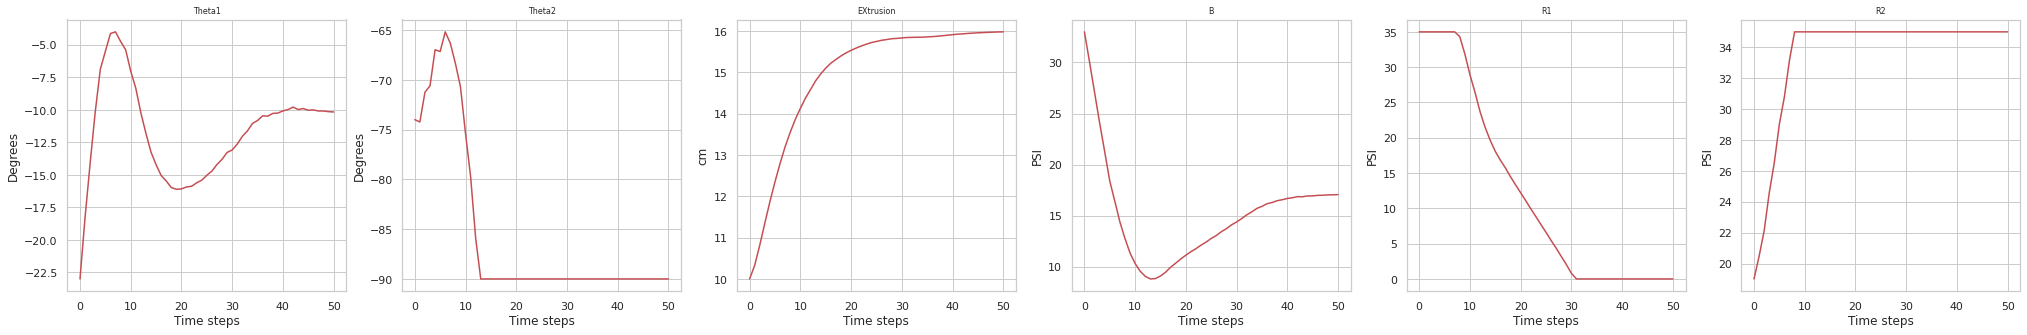 Theta1
Degrees
−5.0
−7.5
−10.0
−12.5
−15.0
−17.5
−20.0
−22.5
0 10 20 30 40 50
Time steps
Theta2
Degrees
−65
−70
−75
−80
−85
−90
0 10 20 30 40 50
Time steps
EXtrusion
cm
16
15
14
13
12
11
10
0 10 20 30 40 50
Time steps
B
PSI
30
25
20
15
10
0 10 20 30 40 50
Time steps
R1
PSI
35
30
25
20
15
10
5
0
0 10 20 30 40 50
Time steps
R2
PSI
34
32
30
28
26
24
22
20
0 10 20 30 40 50
Time steps